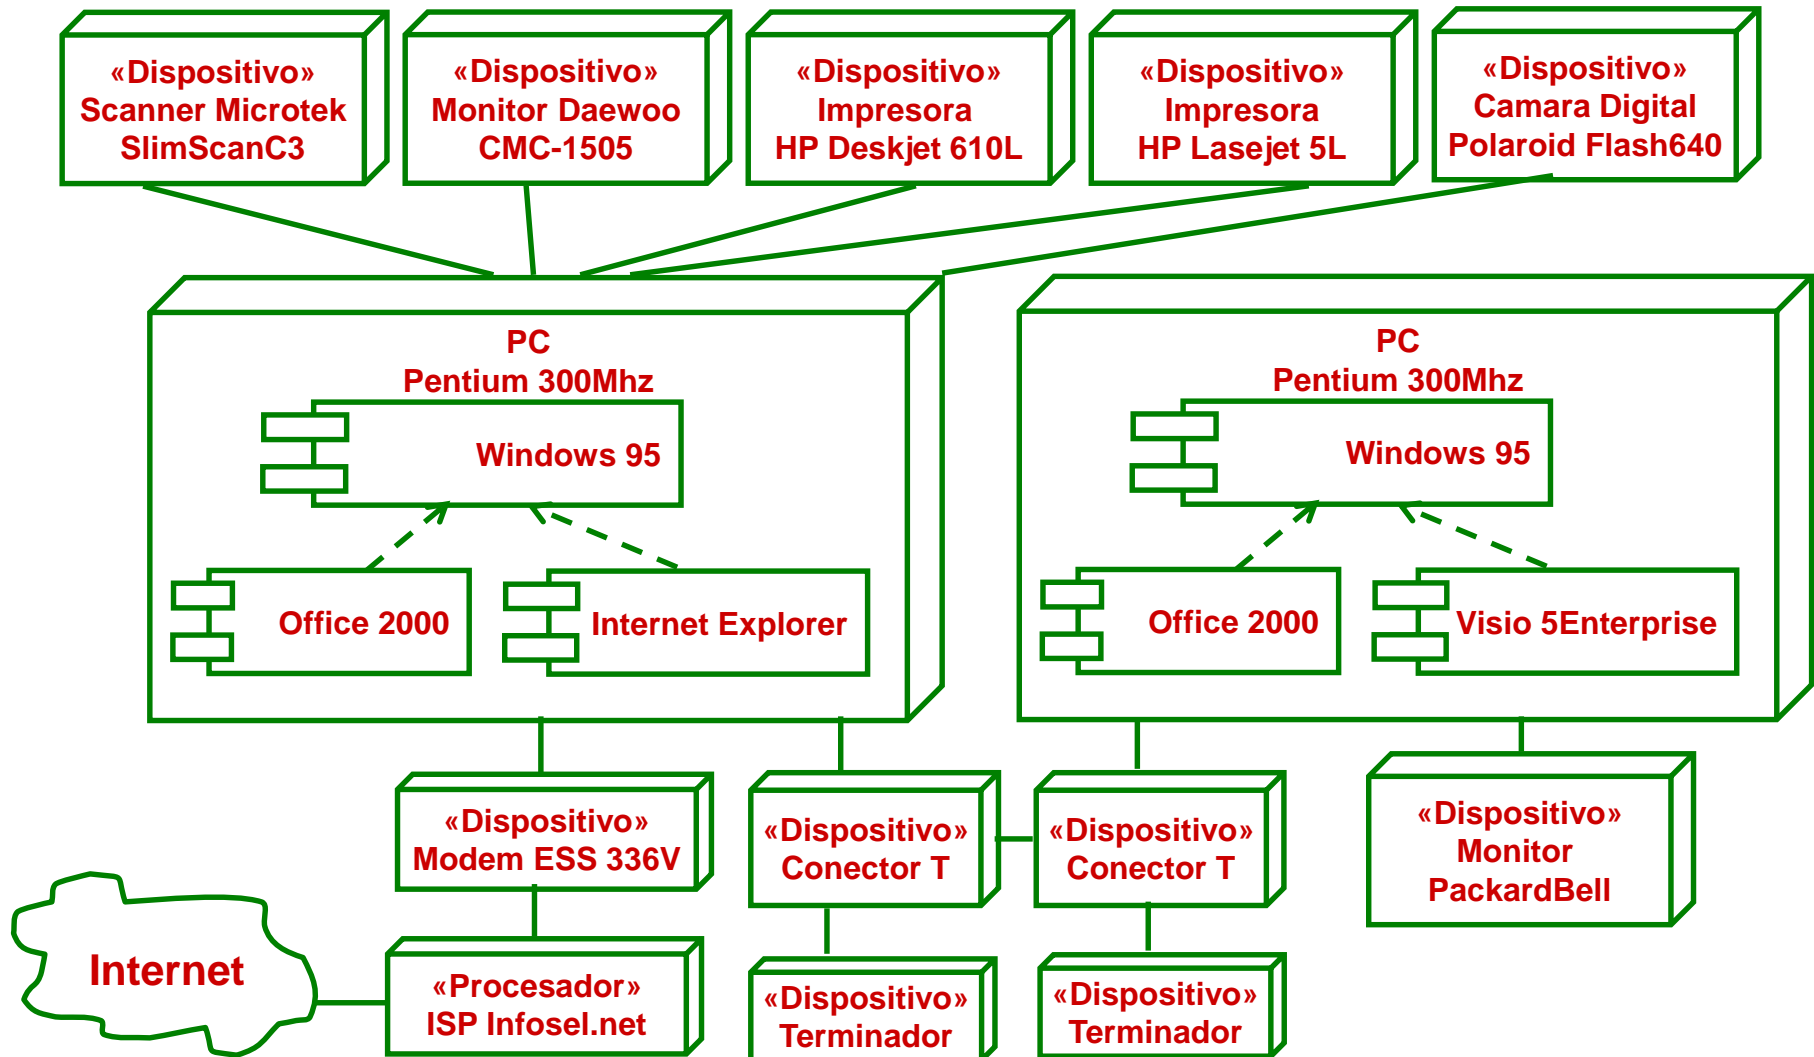 «Dispositivo»
Scanner Microtek
SlimScanC3
«Dispositivo»
Monitor Daewoo
CMC-1505
«Dispositivo»
Impresora
HP Deskjet 610L
«Dispositivo»
Impresora
HP Lasejet 5L
«Dispositivo»
Camara Digital
Polaroid Flash640
PC
Pentium 300Mhz
Windows 95
Office 2000
Internet Explorer
PC
Pentium 300Mhz
Windows 95
Office 2000
Visio 5Enterprise
«Dispositivo»
Modem ESS 336V
«Dispositivo»
Conector T
«Dispositivo»
Conector T
«Dispositivo»
Monitor
PackardBell
Internet
«Procesador»
ISP Infosel.net
«Dispositivo»
Terminador
«Dispositivo»
Terminador